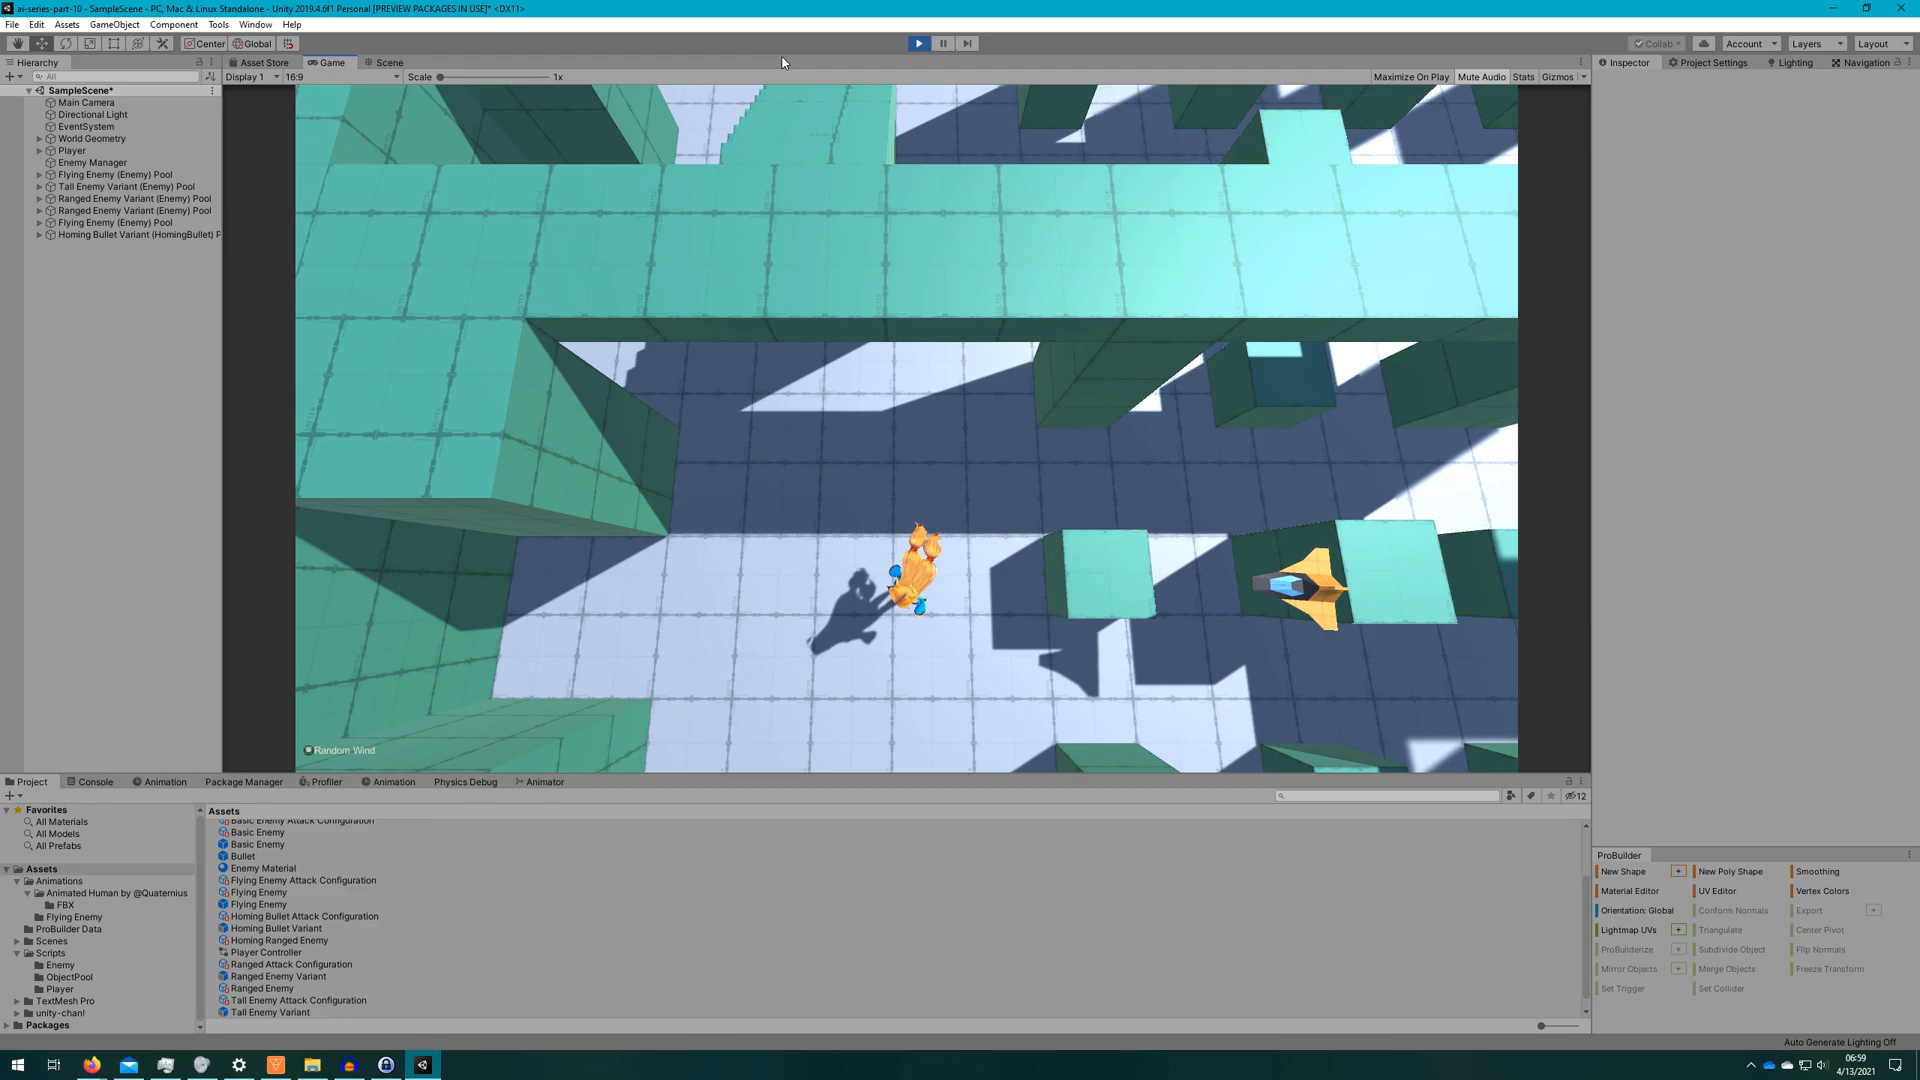 ai-series-part-10 - SampleScene - PC, Mac & Linux Standalone - Unity 2019.4.6f1 Personal [PREVIEW PACKAGES IN USE]* <DX11>
File Edit Assets GameObject Component Tools Window Help
Center Global Collab Account Layers Layout
Hierarchy Asset Store Game Scene Inspector Project Settings Lighting Navigation
All Display 1 16:9 Scale 1x Maximize On Play Mute Audio Stats Gizmos
SampleScene*
Main Camera
Directional Light
EventSystem
World Geometry
Player
Enemy Manager
Flying Enemy (Enemy) Pool
Tall Enemy Variant (Enemy) Pool
Ranged Enemy Variant (Enemy) Pool
Ranged Enemy Variant (Enemy) Pool
Flying Enemy (Enemy) Pool
Homing Bullet Variant (HomingBullet) P
Random Wind
Project Console Animation Package Manager Profiler Animation Physics Debug Animator
12
Favorites
All Materials
All Models
All Prefabs
Assets
Animations
Animated Human by @Quaternius
FBX
Flying Enemy
ProBuilder Data
Scenes
Scripts
Enemy
ObjectPool
Player
TextMesh Pro
unity-chan!
Packages
Assets
Basic Enemy Attack Configuration
Basic Enemy
Basic Enemy
Bullet
Enemy Material
Flying Enemy Attack Configuration
Flying Enemy
Flying Enemy
Homing Bullet Attack Configuration
Homing Bullet Variant
Homing Ranged Enemy
Player Controller
Ranged Attack Configuration
Ranged Enemy Variant
Ranged Enemy
Tall Enemy Attack Configuration
Tall Enemy Variant
ProBuilder
New Shape + New Poly Shape Smoothing
Material Editor UV Editor Vertex Colors
Orientation: Global Conform Normals Export +
Lightmap UVs + Triangulate Center Pivot
ProBuilderize + Subdivide Object Flip Normals
Mirror Objects + Merge Objects Freeze Transform
Set Trigger Set Collider
Auto Generate Lighting Off
06:59
4/13/2021